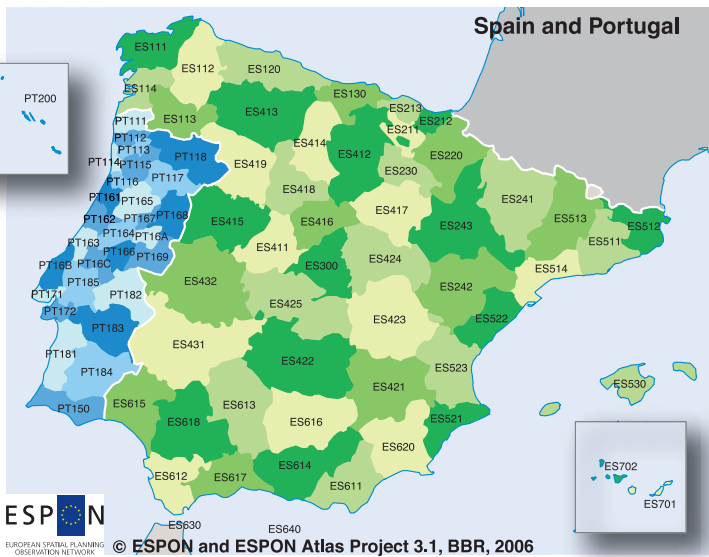 Spain and Portugal
ES111
ES112
ES120
PT200
ES114
ES130
ES213
ES113
ES413
ES212
PT111
ES211
PT112
ES414
PT113
ES412
ES220
PT114
PT115
PT118
ES419
ES230
PT116
PT117
ES418
ES241
PT161
PT165
ES417
ES513
PT162
PT167
PT168
ES415
ES416
ES243
ES512
PT163
PT164
PT16A
ES411
ES511
PT166
PT169
ES424
PT16B
PT16C
ES300
ES514
PT185
ES432
ES242
PT171
PT182
ES425
PT172
ES423
ES522
PT183
ES431
PT181
ES422
ES523
PT184
ES421
ES530
PT150
ES615
ES613
ES618
ES616
ES521
ES620
ES614
ES702
ES612
ES617
ES611
ES701
ESP N
ES630
ES640
EUROPEAN SPATIAL PLANNING
OBSERVATION NETWORK
© ESPON and ESPON Atlas Project 3.1, BBR, 2006